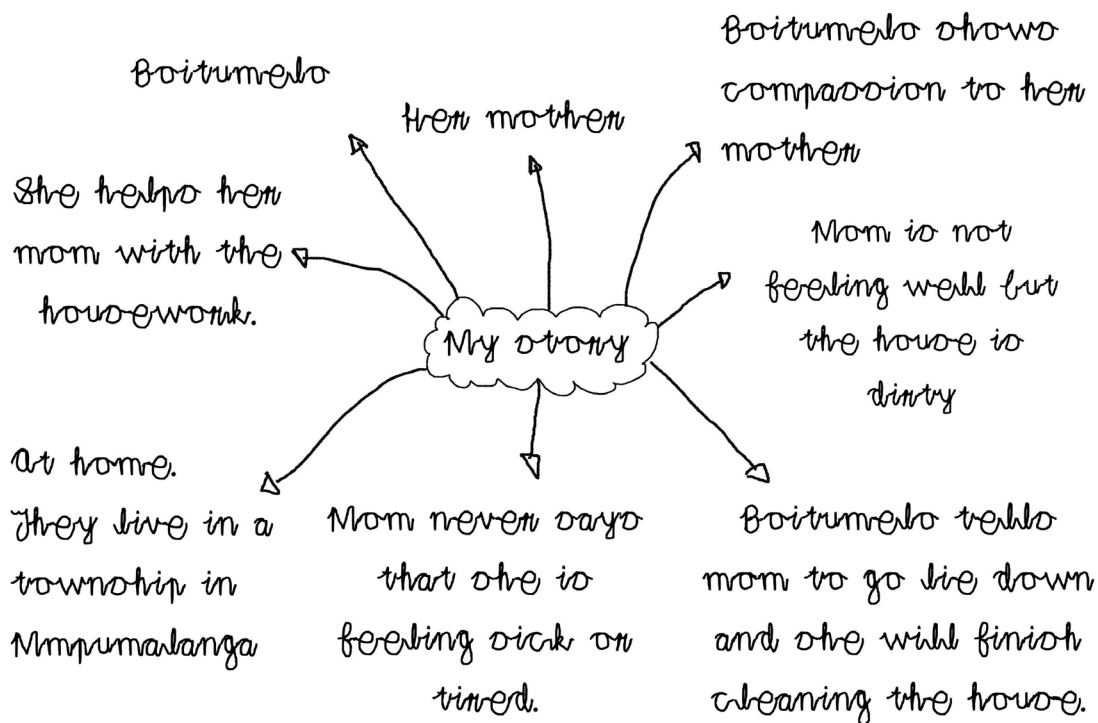 Boitumelo
Her mother
Boitumelo shows
compassion to her
mother
She helps her
mom with the
housework.
Mom is not
feeling well but
the house is
dirty
My story
At home.
They live in a
township in
Mmpumalanga
Mom never says
that she is
feeling sick or
tired.
Boitumelo tells
mom to go lie down
and she will finish
cleaning the house.